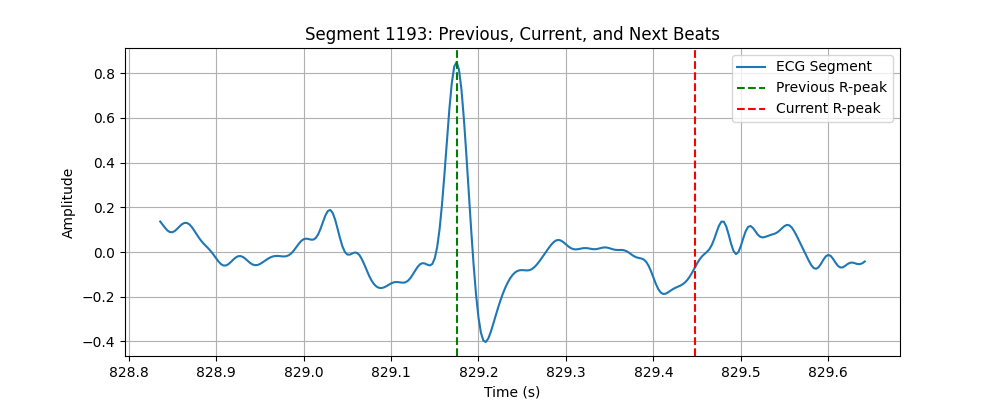 Segment 1193: Previous, Current, and Next Beats
ECG Segment
Previous R-peak
Current R-peak
Amplitude
0.8
0.6
0.4
0.2
0.0
−0.2
−0.4
828.8 828.9 829.0 829.1 829.2 829.3 829.4 829.5 829.6
Time (s)